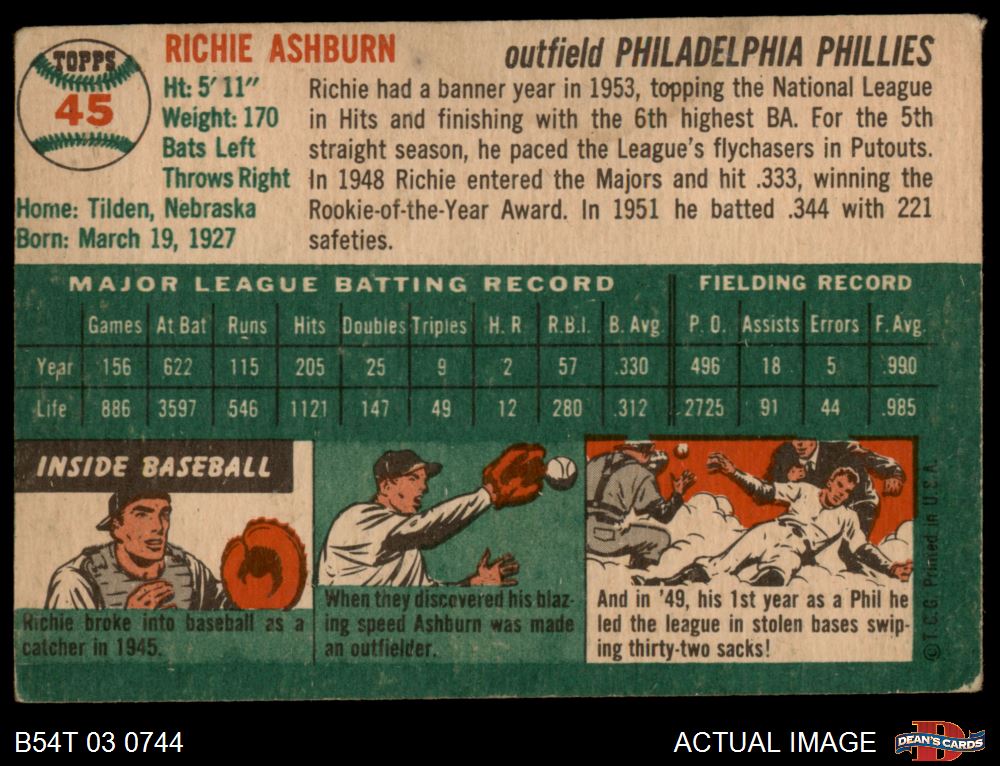 TOPPS
45
RICHIE ASHBURN
outfield PHILADELPHIA PHILLIES
Ht: 5' 11"
Weight: 170
Bats Left
Throws Right
Home: Tilden, Nebraska
Born: March 19, 1927
Richie had a banner year in 1953, topping the National League
in Hits and finishing with the 6th highest BA. For the 5th
straight season, he paced the League's flychasers in Putouts.
In 1948 Richie entered the Majors and hit .333, winning the
Rookie-of-the-Year Award. In 1951 he batted .344 with 221
safeties.
MAJOR LEAGUE BATTING RECORD FIELDING RECORD
Games At Bat Runs Hits Doubles Triples H. R R.B.I. B. Avg. P. O. Assists Errors F. Avg.
Year 156 622 115 205 25 9 2 57 .330 496 18 5 .990
Life 886 3597 546 1121 147 49 12 280 .312 2725 91 44 .985
INSIDE BASEBALL
Richie broke into baseball as a
catcher in 1945.
When they discovered his blaz-
ing speed Ashburn was made
an outfielder.
And in '49, his 1st year as a Phil he
led the league in stolen bases swip-
ing thirty-two sacks!
© T.C.G. Printed in U.S.A.
B54T 03 0744
ACTUAL IMAGE
DEAN'S CARDS